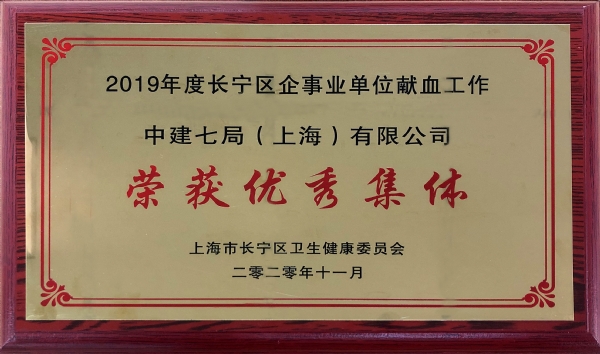 2019年度长宁区企事业单位献血工作
中建七局（上海）有限公司
荣获优秀集体
上海市长宁区卫生健康委员会
二零二零年十一月